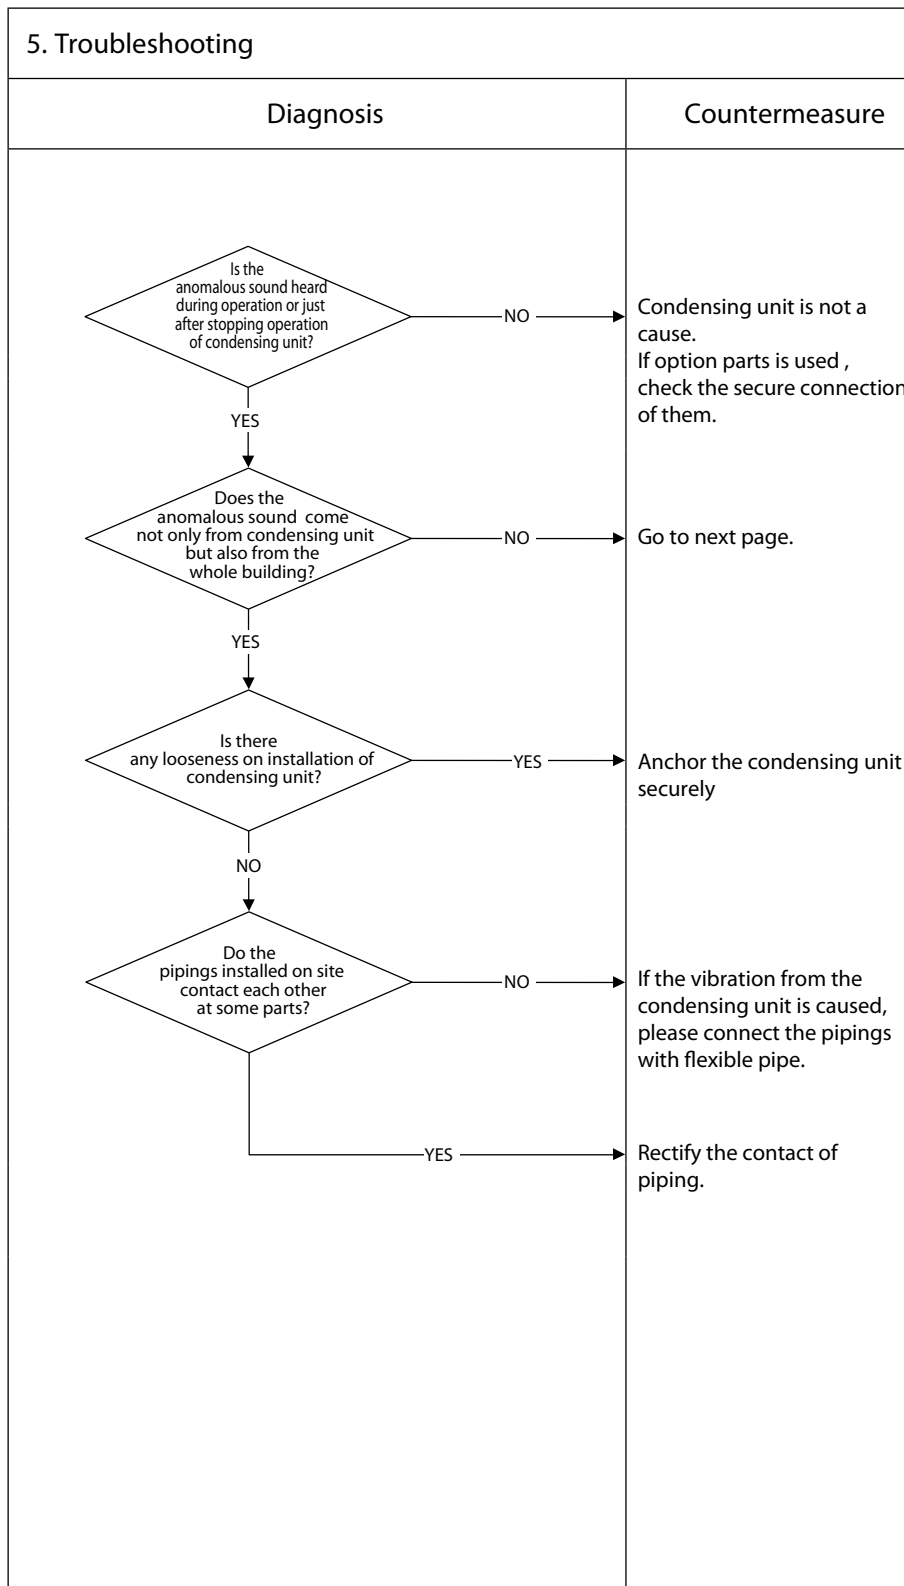 5. Troubleshooting
Diagnosis
Countermeasure
Is the
anomalous sound heard
during operation or just
after stopping operation
of condensing unit?
NO
Condensing unit is not a
cause.
If option parts is used ,
check the secure connection
of them.
YES
Does the
anomalous sound come
not only from condensing unit
but also from the
whole building?
NO
Go to next page.
YES
Is there
any looseness on installation of
condensing unit?
YES
Anchor the condensing unit
securely
NO
Do the
pipings installed on site
contact each other
at some parts?
NO
If the vibration from the
condensing unit is caused,
please connect the pipings
with flexible pipe.
YES
Rectify the contact of
piping.